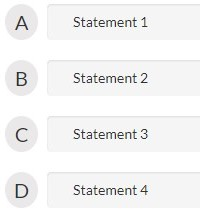 A Statement 1
B Statement 2
C Statement 3
D Statement 4